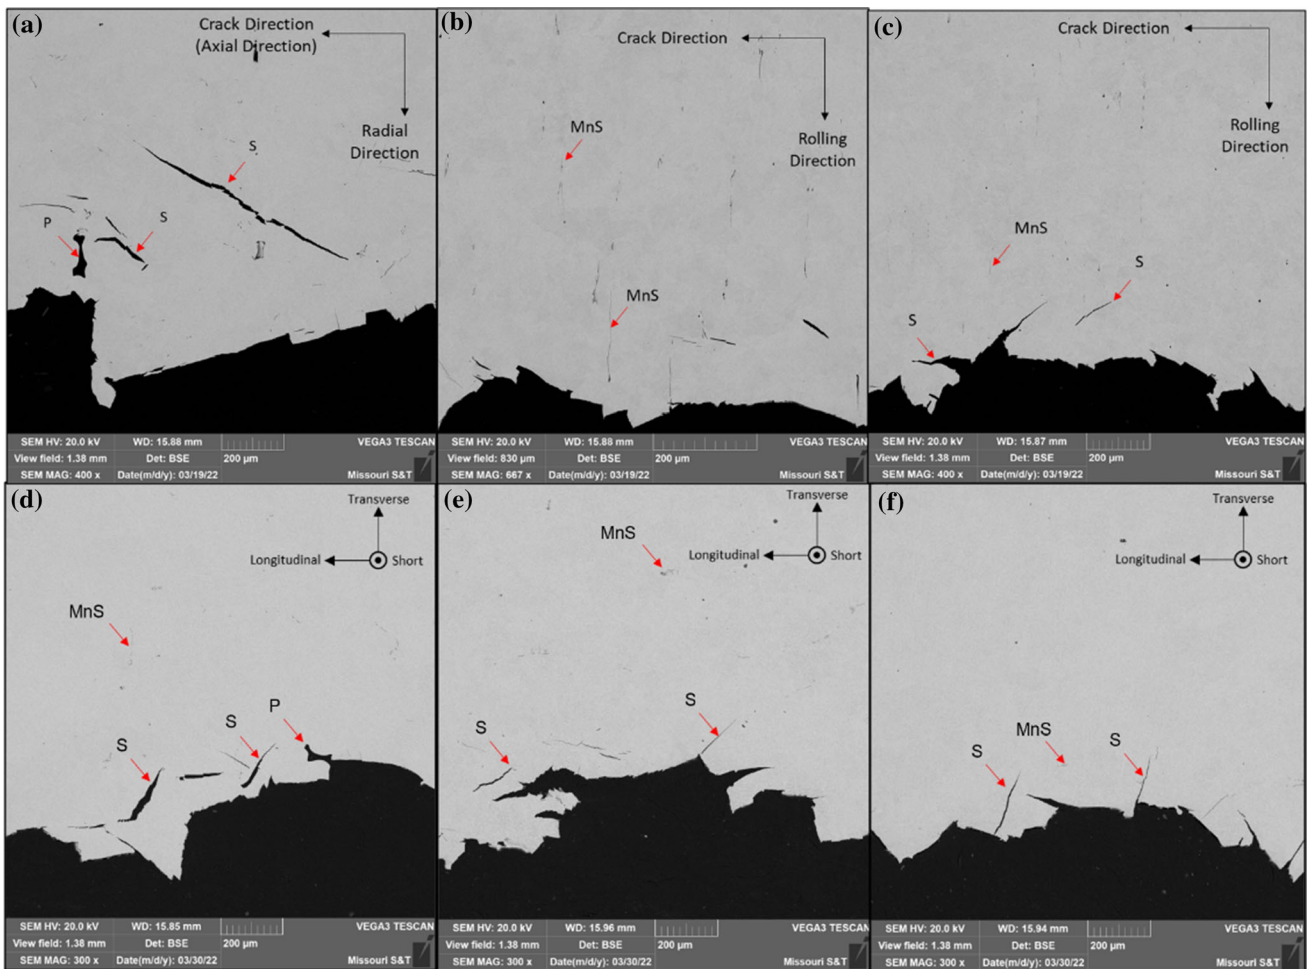 (a)
Crack Direction
(Axial Direction)
Radial
Direction
S
P
S
SEM HV: 20.0 kV WD: 15.88 mm VEGA3 TESCAN
View field: 1.38 mm Det: BSE 200 µm
SEM MAG: 400 x Date(m/d/y): 03/19/22 Missouri S&T
(b)
Crack Direction
Rolling
Direction
MnS
MnS
SEM HV: 20.0 kV WD: 15.88 mm VEGA3 TESCAN
View field: 830 µm Det: BSE 200 µm
SEM MAG: 667 x Date(m/d/y): 03/19/22 Missouri S&T
(c)
Crack Direction
Rolling
Direction
MnS
S
S
SEM HV: 20.0 kV WD: 15.87 mm VEGA3 TESCAN
View field: 1.38 mm Det: BSE 200 µm
SEM MAG: 400 x Date(m/d/y): 03/19/22 Missouri S&T
(d)
Transverse
Longitudinal Short
MnS
P
S
S
SEM HV: 20.0 kV WD: 15.85 mm VEGA3 TESCAN
View field: 1.38 mm Det: BSE 200 µm
SEM MAG: 300 x Date(m/d/y): 03/30/22 Missouri S&T
(e)
Transverse
MnS
Longitudinal Short
S
S
SEM HV: 20.0 kV WD: 15.96 mm VEGA3 TESCAN
View field: 1.38 mm Det: BSE 200 µm
SEM MAG: 300 x Date(m/d/y): 03/30/22 Missouri S&T
(f)
Transverse
Longitudinal Short
MnS
S
S
SEM HV: 20.0 kV WD: 15.94 mm VEGA3 TESCAN
View field: 1.38 mm Det: BSE 200 µm
SEM MAG: 300 x Date(m/d/y): 03/30/22 Missouri S&T